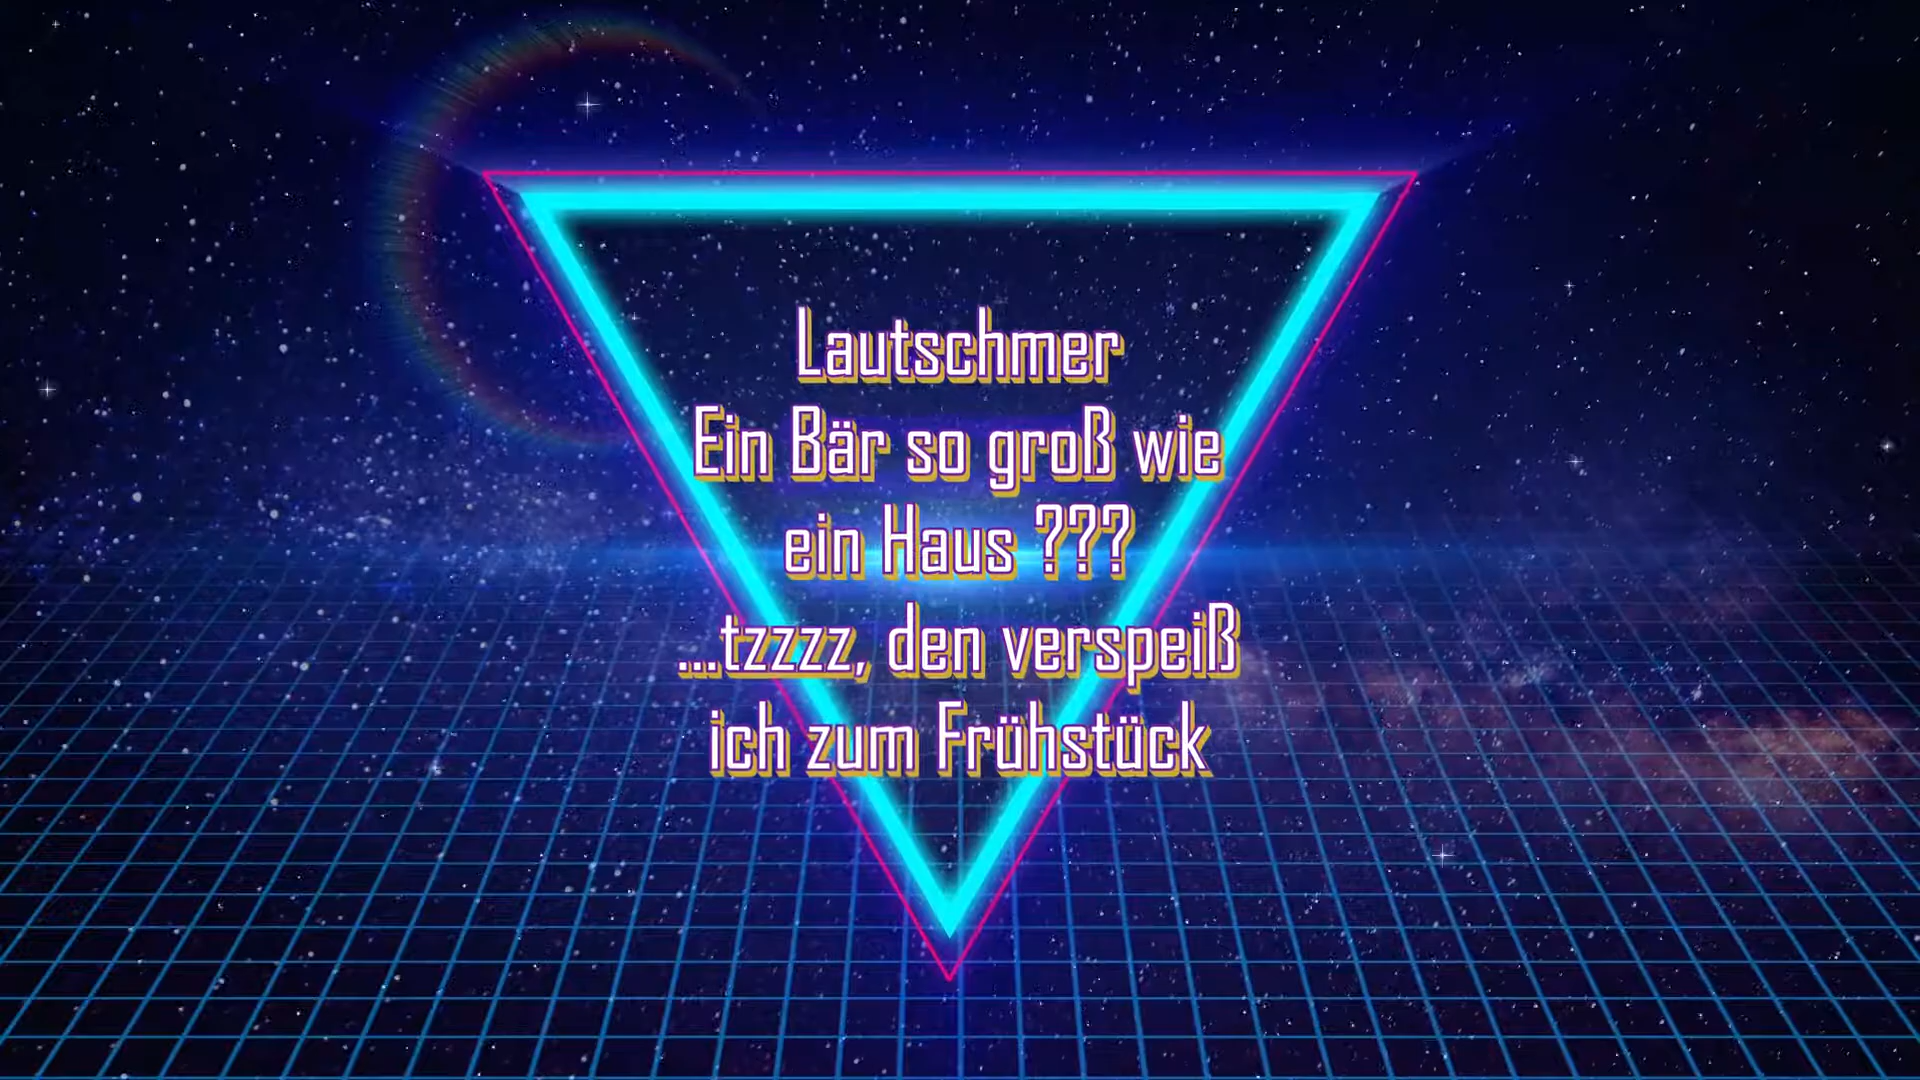 Lautschmer
Ein Bär so groß wie
ein Haus ???
...tzzzz, den verspeiß
ich zum Frühstück